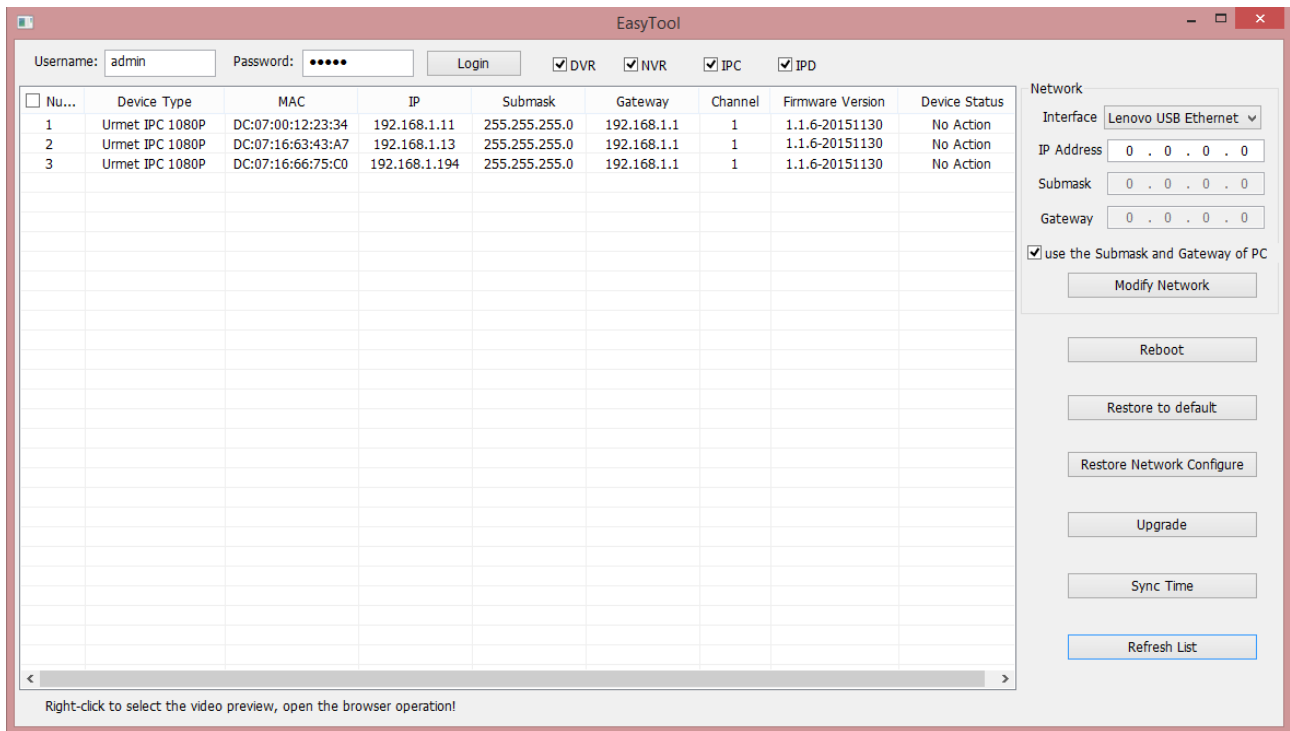 EasyTool
Username: admin Password: ●●●●● Login DVR NVR IPC IPD
Nu... Device Type MAC IP Submask Gateway Channel Firmware Version Device Status
1 Urmet IPC 1080P DC:07:00:12:23:34 192.168.1.11 255.255.255.0 192.168.1.1 1 1.1.6-20151130 No Action
2 Urmet IPC 1080P DC:07:16:63:43:A7 192.168.1.13 255.255.255.0 192.168.1.1 1 1.1.6-20151130 No Action
3 Urmet IPC 1080P DC:07:16:66:75:C0 192.168.1.194 255.255.255.0 192.168.1.1 1 1.1.6-20151130 No Action
Network
Interface Lenovo USB Ethernet
IP Address 0 . 0 . 0 . 0
Submask 0 . 0 . 0 . 0
Gateway 0 . 0 . 0 . 0
use the Submask and Gateway of PC
Modify Network
Reboot
Restore to default
Restore Network Configure
Upgrade
Sync Time
Refresh List
Right-click to select the video preview, open the browser operation!